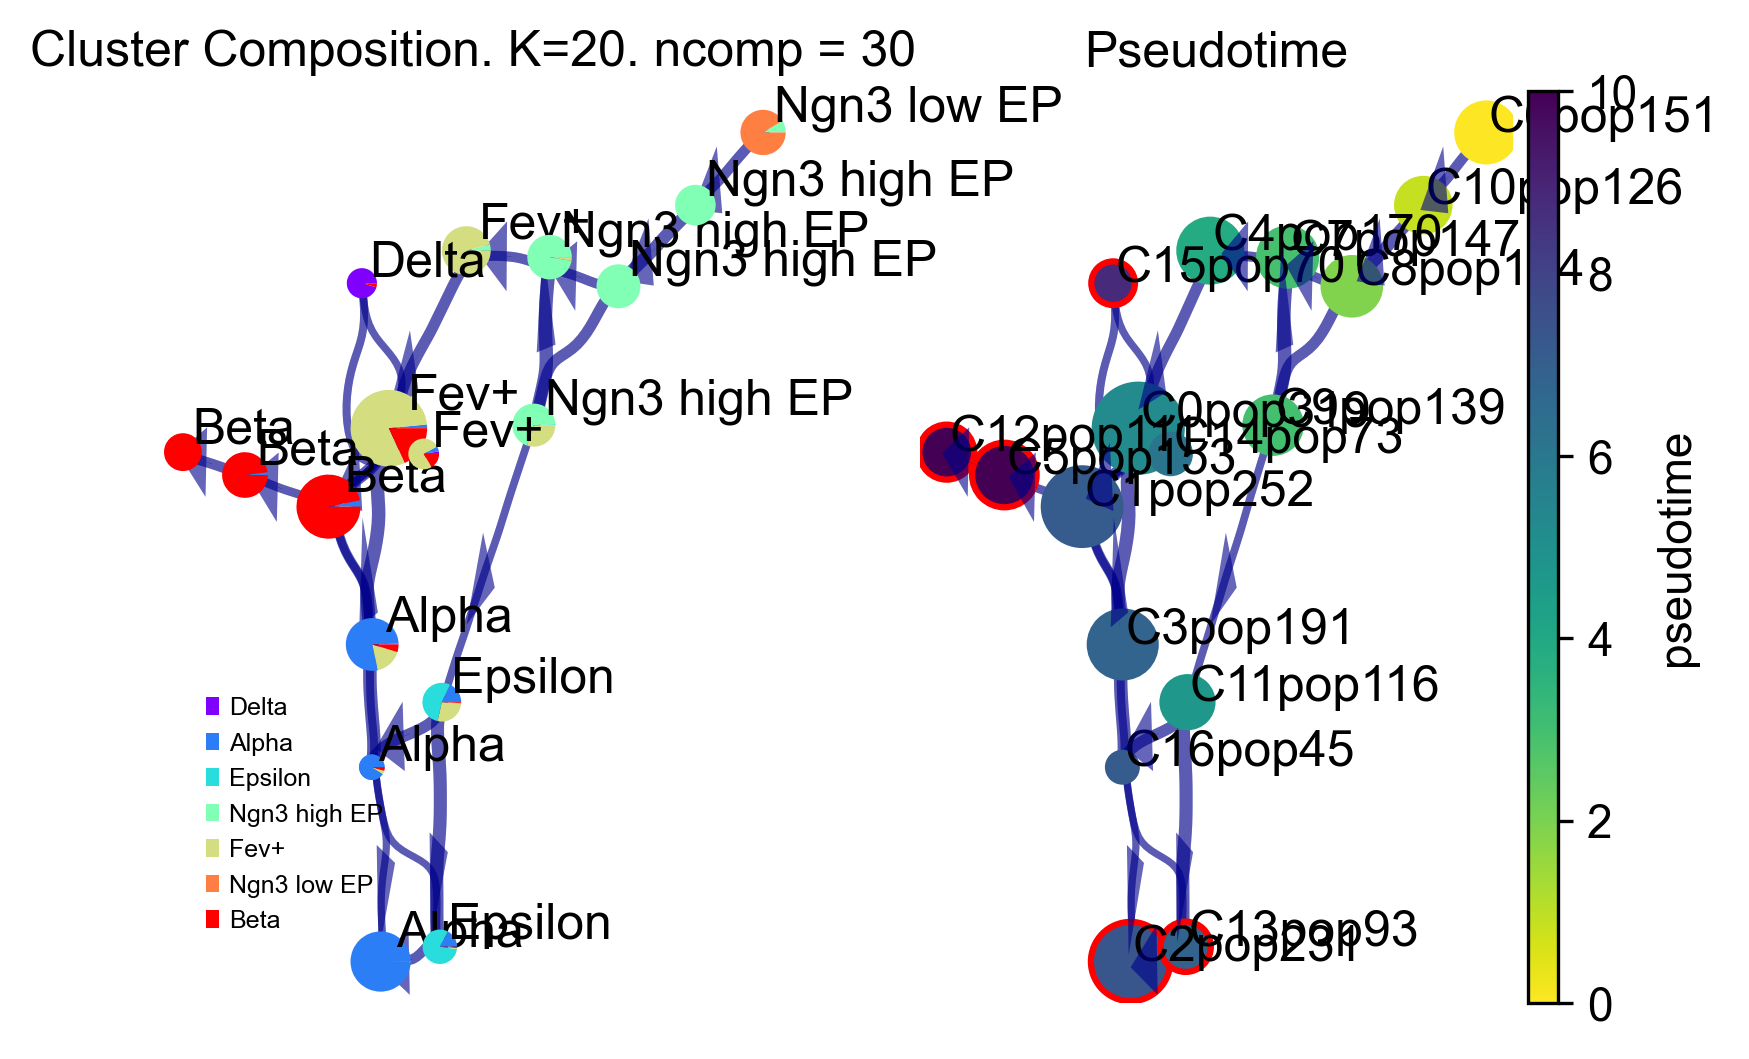 Cluster Composition. K=20. ncomp = 30
Ngn3 low EP
Ngn3 high EP
Fev+
Ngn3 high EP
Delta
Ngn3 high EP
Fev+
Ngn3 high EP
Beta
Fev+
Beta
Beta
Alpha
Epsilon
Alpha
Epsilon
Alpha
Delta
Alpha
Epsilon
Ngn3 high EP
Fev+
Ngn3 low EP
Beta
Pseudotime
C10pop126
C4pop170
C7pop147
C15pop70
C9pop139
C0pop319
C14pop73
C5pop153
C1pop252
C3pop191
C11pop116
C16pop45
C13pop93
C2pop231
10
8
6
4
2
0
pseudotime